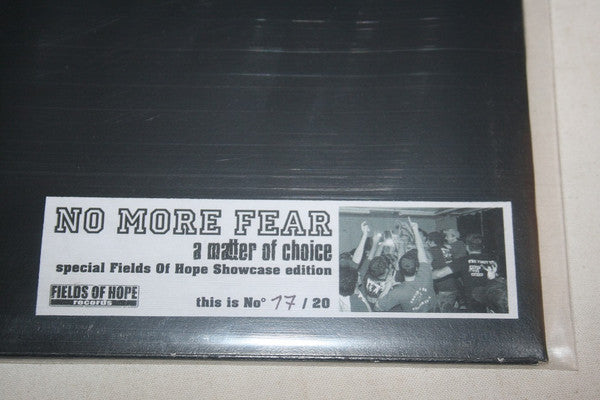 NO MORE FEAR
a matter of choice
special Fields Of Hope Showcase edition
FIELDS OF HOPE
records
this is No° 17 / 20